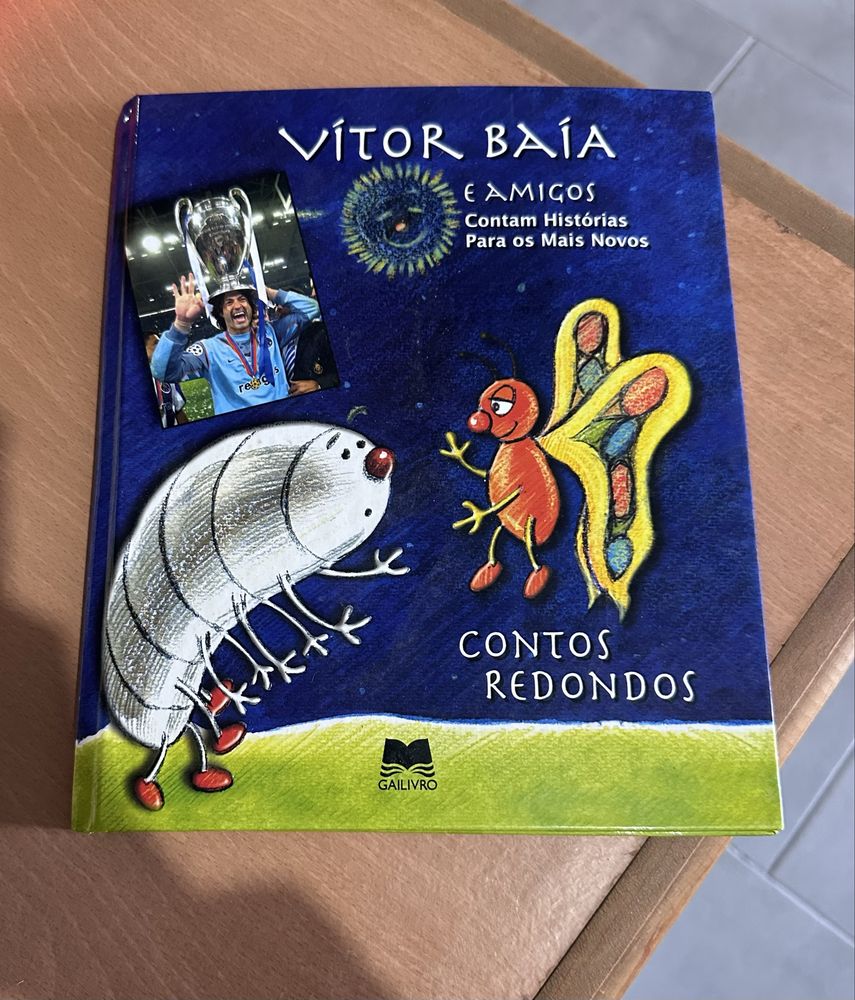 VÍTOR BAÍA
E AMIGOS
Contam Histórias
Para os Mais Novos
CONTOS
REDONDOS
GAILIVRO